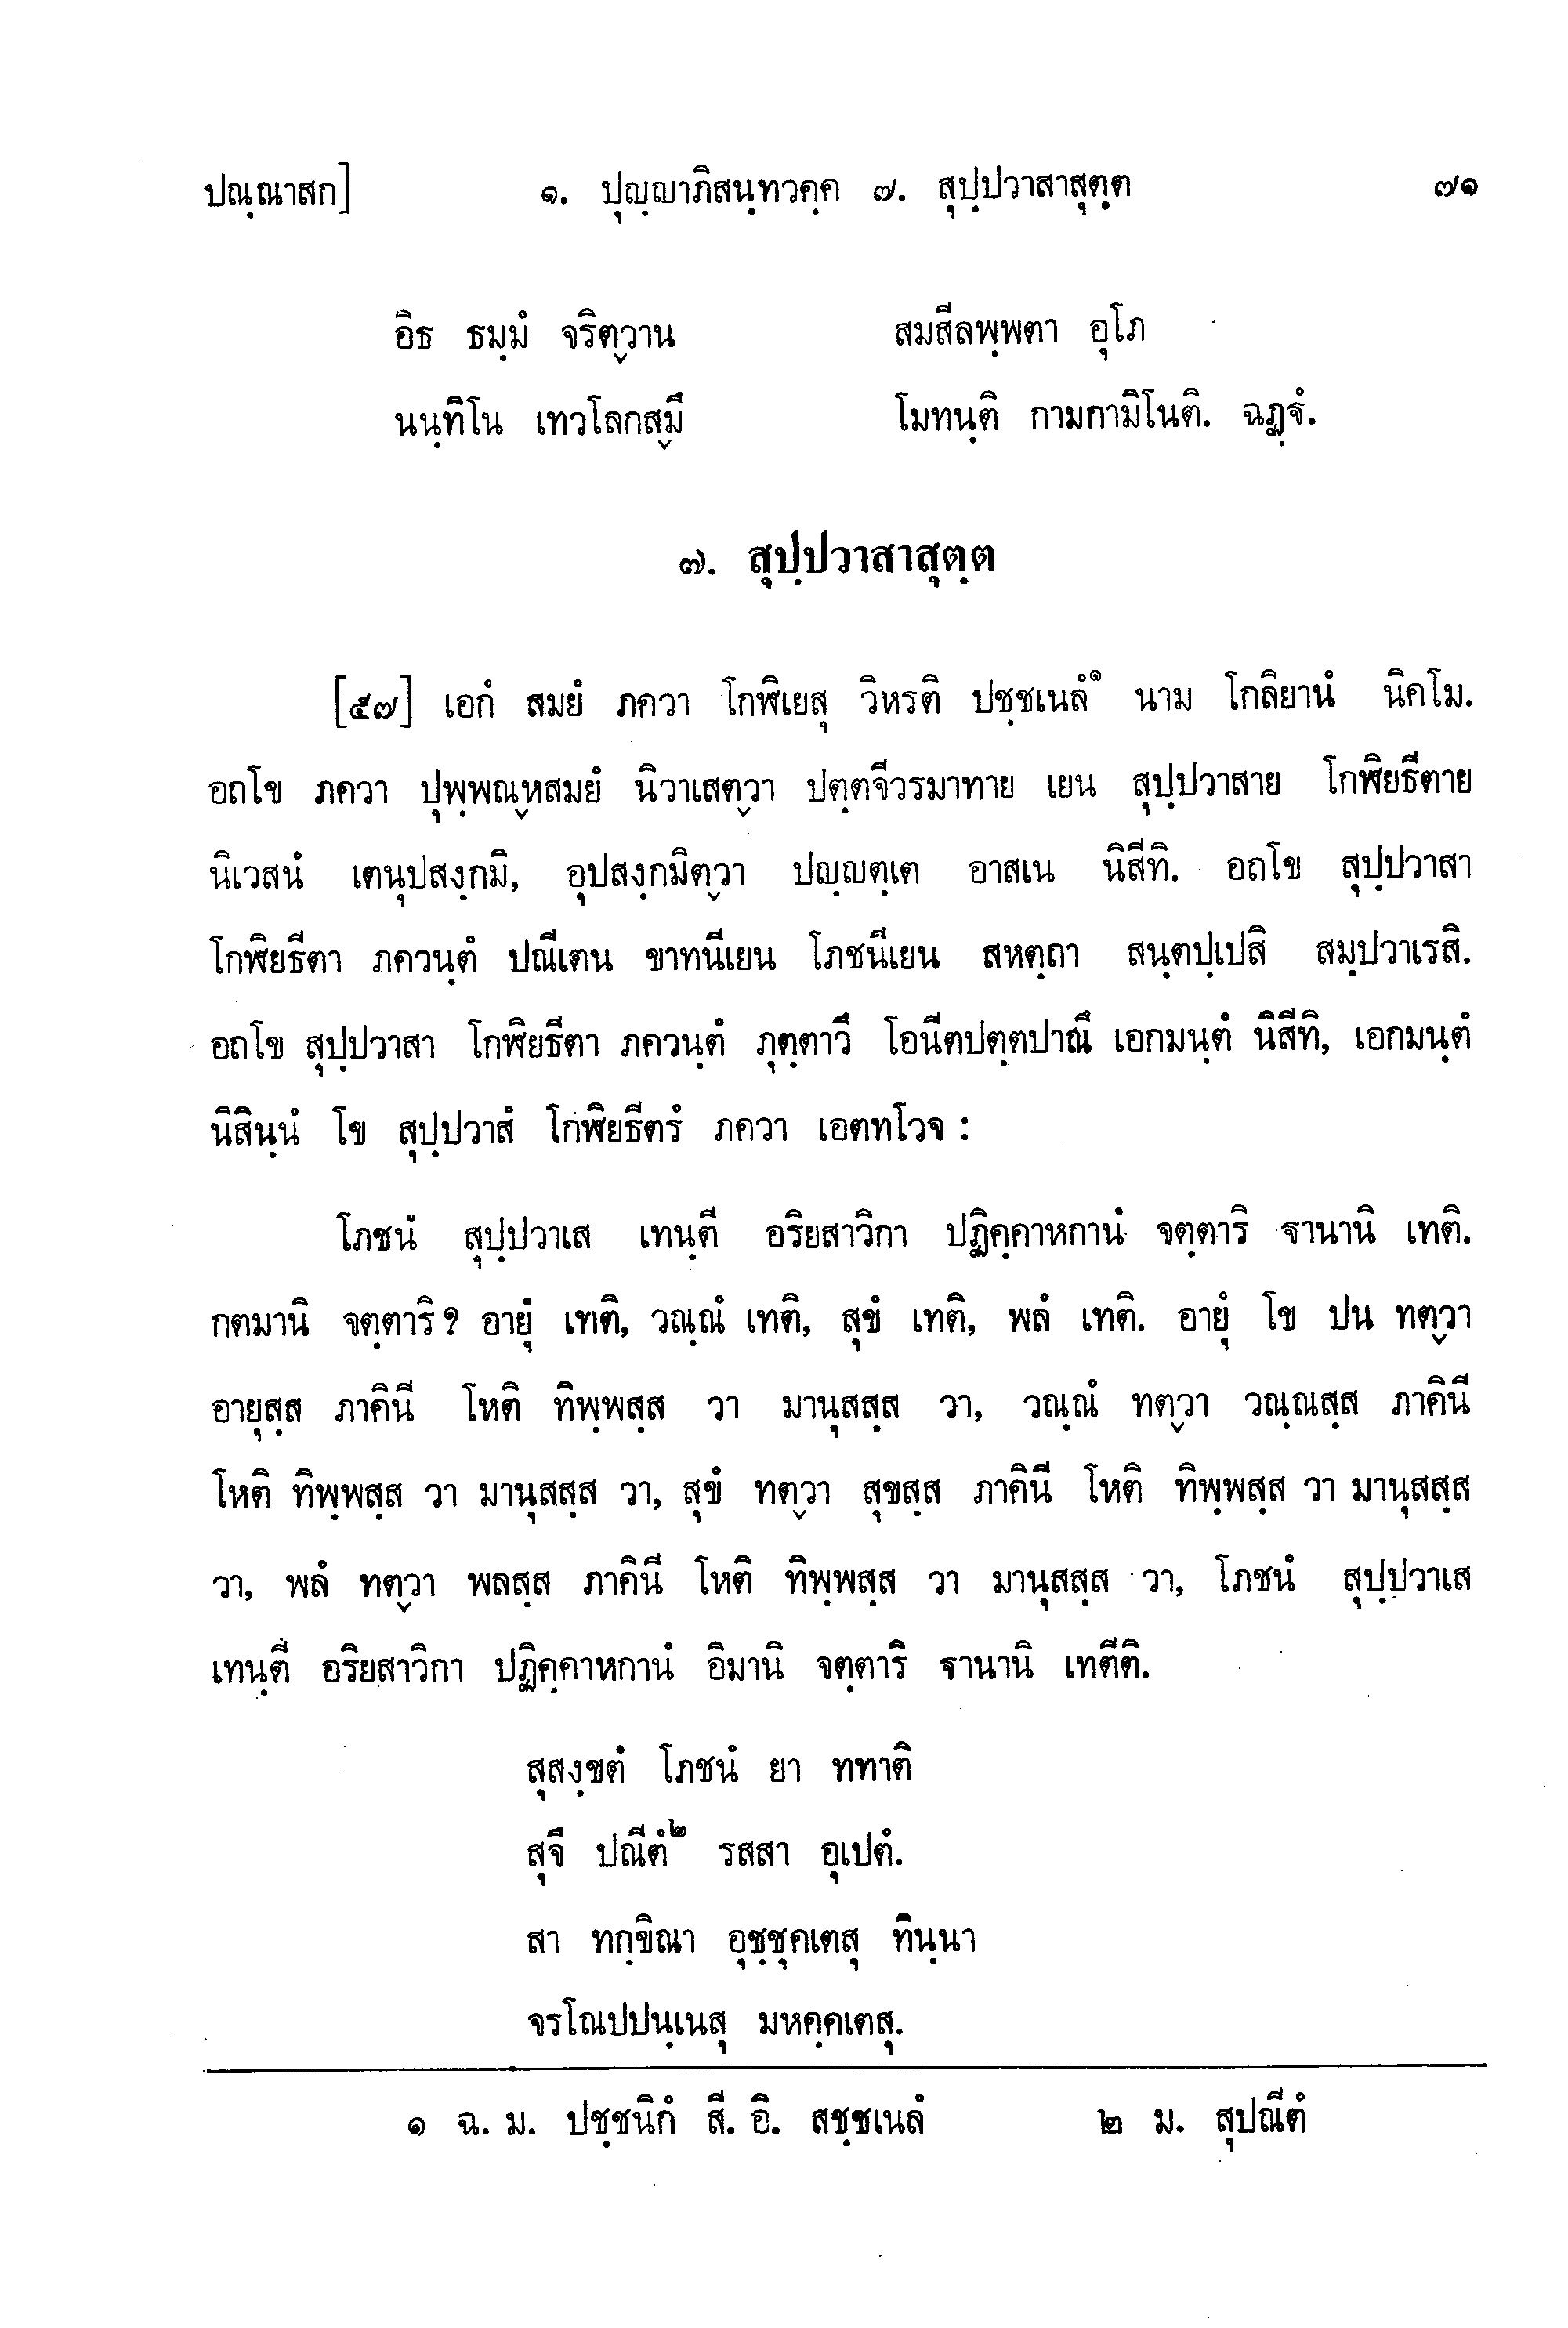 ปณฺณาสก] ๑. ปุญฺญาภิสนฺทวคฺค ๗. สุปฺปวาสาสุตฺต ๗๑
อิธ ธมฺมํ จริตฺวาน สมสีลพฺพตา อุโภ
นนฺทิโน เทวโลกสฺมึ โมทนฺติ กามกามิโนติ. ฉฏฺฐํ.
๗. สุปฺปวาสาสุตฺต
[๕๗] เอกํ สมยํ ภควา โกฬิเยสุ วิหรติ ปชฺชเนลํ๑ นาม โกลิยานํ นิคโม.
อถโข ภควา ปุพฺพณฺหสมยํ นิวาเสตฺวา ปตฺตจีวรมาทาย เยน สุปฺปวาสาย โกฬิยธีตาย
นิเวสนํ เตนุปสงฺกมิ, อุปสงฺกมิตฺวา ปญฺญตฺเต อาสเน นิสีทิ. อถโข สุปฺปวาสา
โกฬิยธีตา ภควนฺตํ ปณีเตน ขาทนีเยน โภชนีเยน สหตฺถา สนฺตปฺเปสิ สมฺปวาเรสิ.
อถโข สุปฺปวาสา โกฬิยธีตา ภควนฺตํ ภุตฺตาวึ โอนีตปตฺตปาณึ เอกมนฺตํ นิสีทิ, เอกมนฺตํ
นิสินฺนํ โข สุปฺปวาสํ โกฬิยธีตรํ ภควา เอตทโวจ :
โภชนํ สุปฺปวาเส เทนฺตี อริยสาวิกา ปฏิคฺคาหกานํ จตฺตาริ ฐานานิ เทติ.
กตมานิ จตฺตาริ? อายุํ เทติ, วณฺณํ เทติ, สุขํ เทติ, พลํ เทติ. อายุํ โข ปน ทตฺวา
อายุสฺส ภาคินี โหติ ทิพฺพสฺส วา มานุสสฺส วา, วณฺณํ ทตฺวา วณฺณสฺส ภาคินี
โหติ ทิพฺพสฺส วา มานุสสฺส วา, สุขํ ทตฺวา สุขสฺส ภาคินี โหติ ทิพฺพสฺส วา มานุสสฺส
วา, พลํ ทตฺวา พลสฺส ภาคินี โหติ ทิพฺพสฺส วา มานุสสฺส วา, โภชนํ สุปฺปวาเส
เทนฺตี อริยสาวิกา ปฏิคฺคาหกานํ อิมานิ จตฺตาริ ฐานานิ เทตีติ.
สุสงฺขตํ โภชนํ ยา ททาติ
สุจึ ปณีตํ๒ รสสา อุเปตํ.
สา ทกฺขิณา อุชฺชุคเตสุ ทินฺนา
จรโณปปนฺเนสุ มหคฺคเตสุ.
๑ ฉ. ม. ปชฺชนิกํ สี. อิ. สชฺชเนลํ ๒ ม. สุปณีตํ